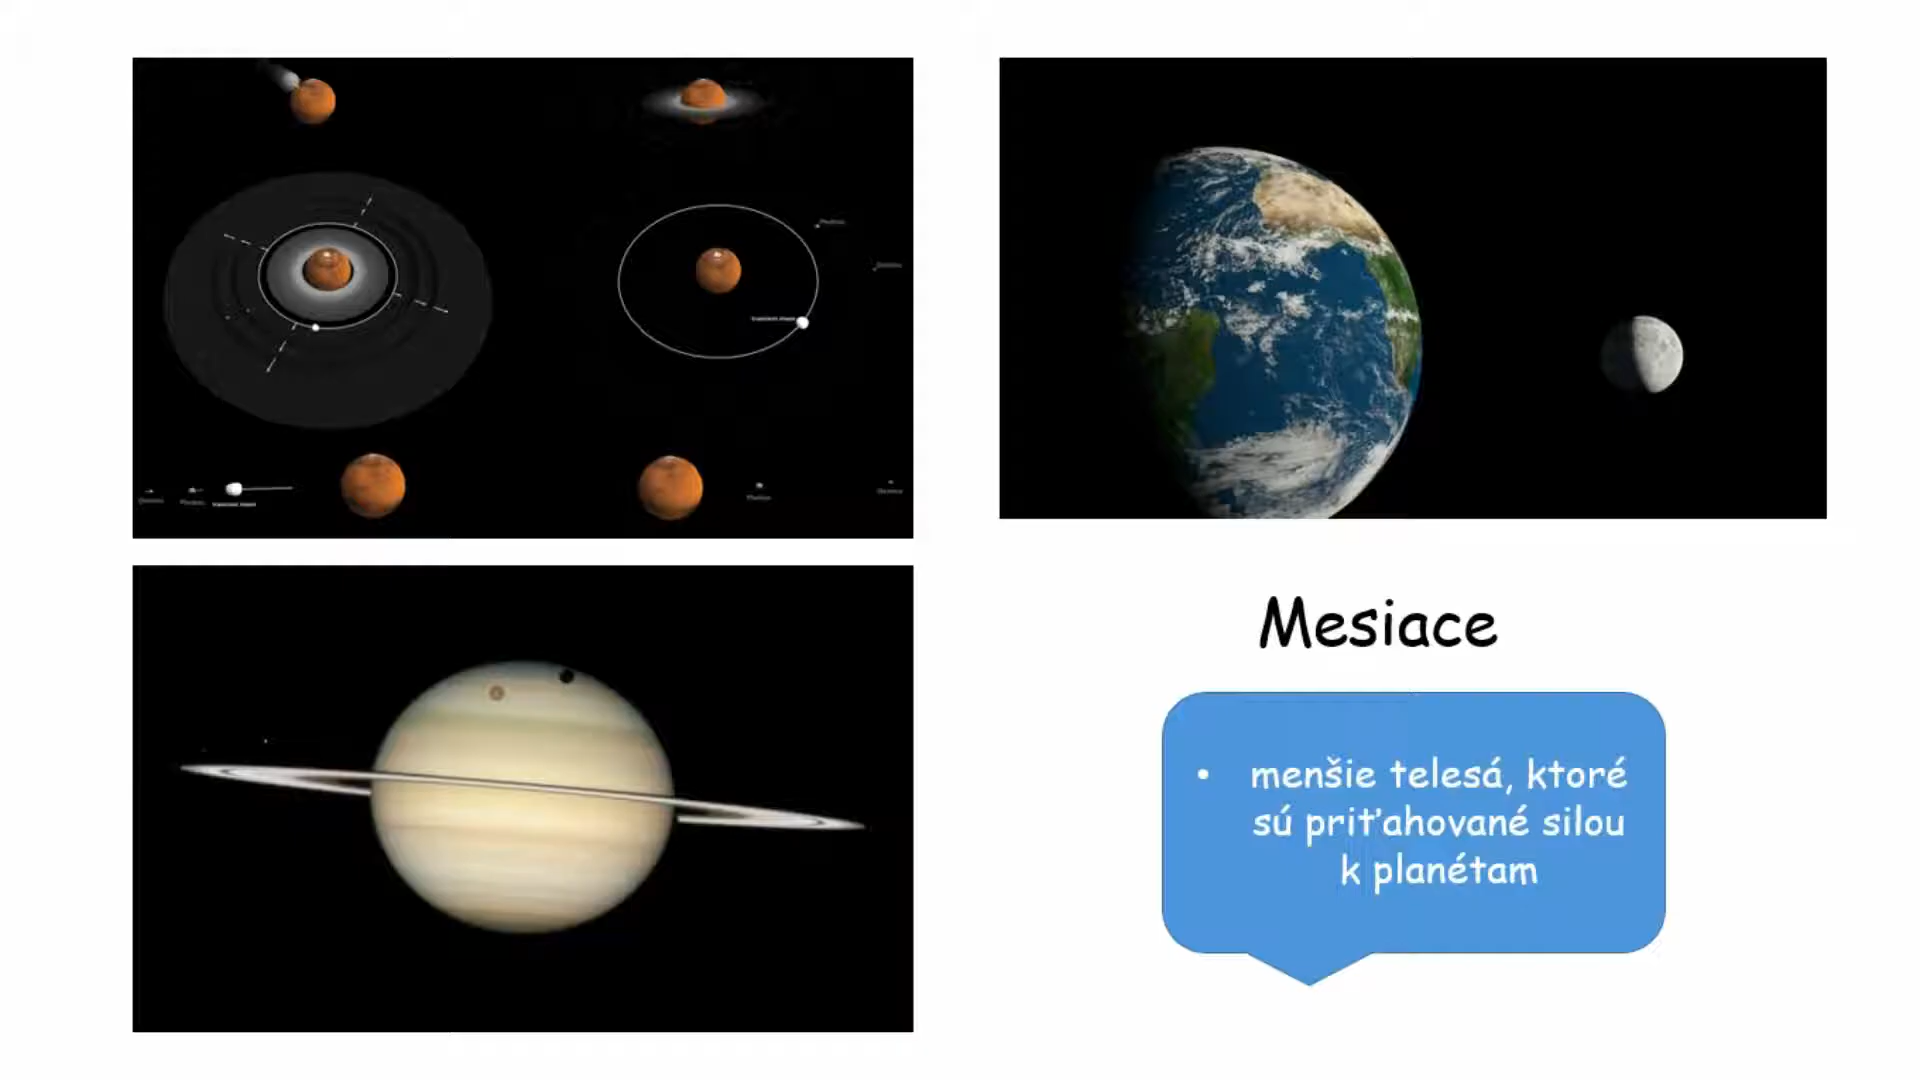 Mesiace
• menšie telesá, ktoré
sú priťahované silou
k planétam